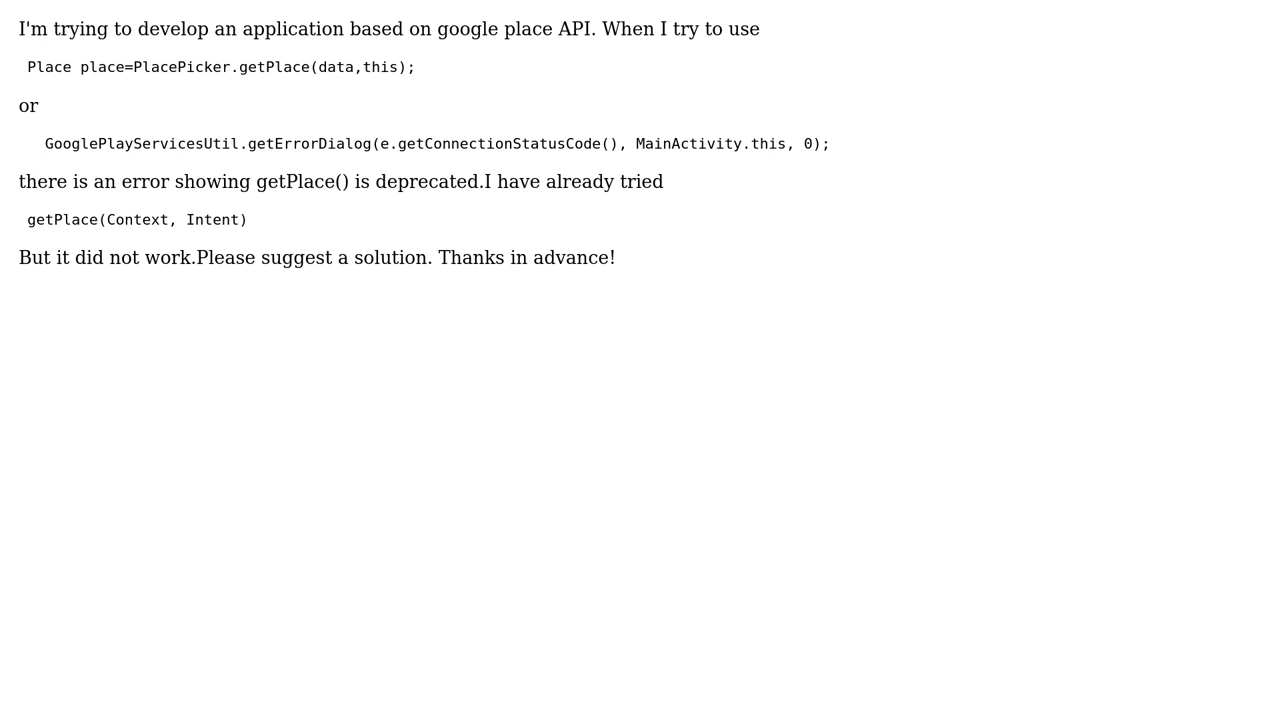 I'm trying to develop an application based on google place API. When I try to use
Place place=PlacePicker.getPlace(data,this);
or
GooglePlayServicesUtil.getErrorDialog(e.getConnectionStatusCode(), MainActivity.this, 0);
there is an error showing getPlace() is deprecated.I have already tried
getPlace(Context, Intent)
But it did not work.Please suggest a solution. Thanks in advance!